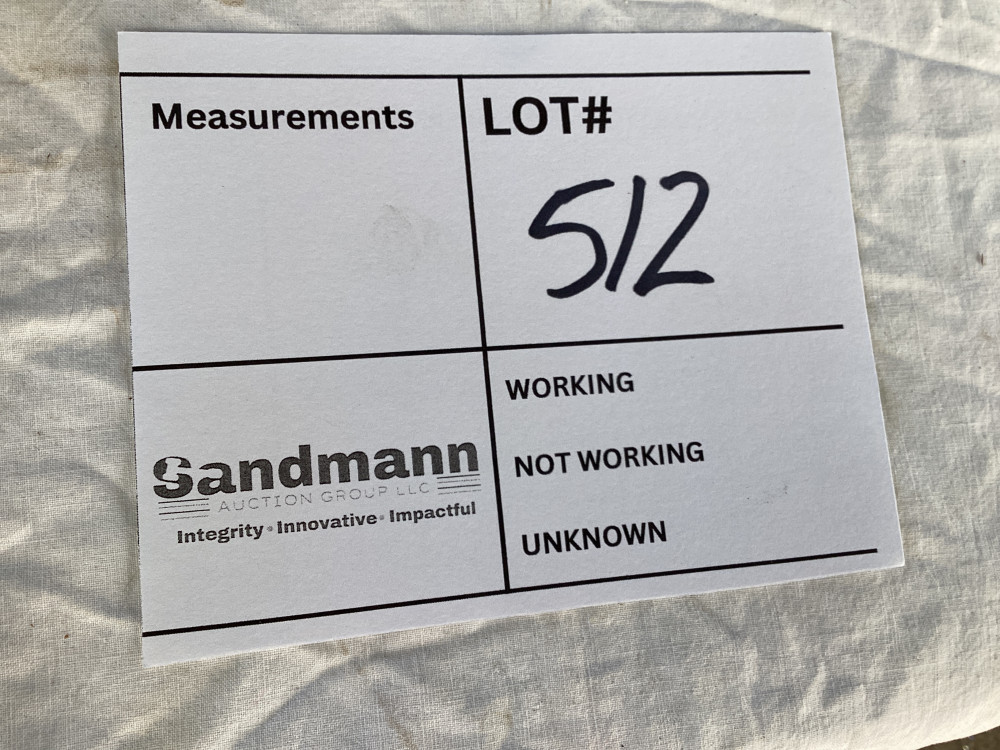 Measurements
LOT#
512
WORKING
NOT WORKING
UNKNOWN
Sandmann
AUCTION GROUP LLC
Integrity • Innovative • Impactful